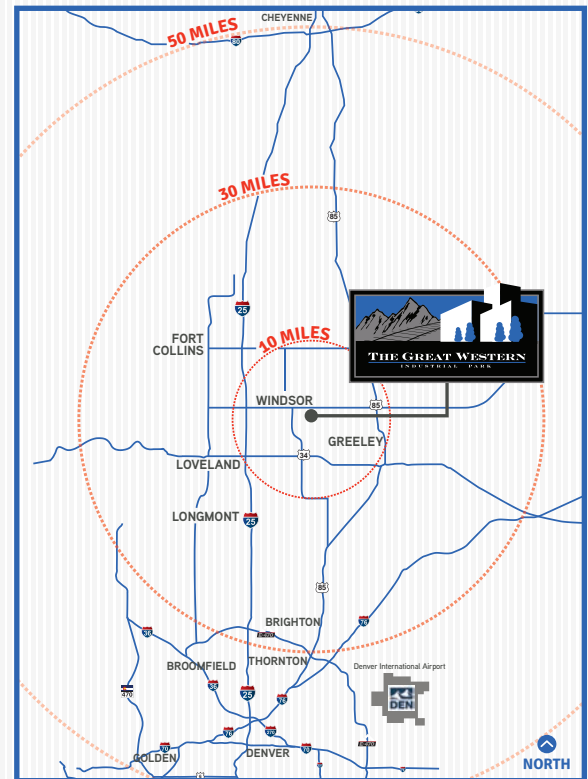 CHEYENNE
50 MILES
80
30 MILES
85
25
FORT
COLLINS
10 MILES
THE GREAT WESTERN
INDUSTRIAL PARK
WINDSOR
85
GREELEY
34
LOVELAND
LONGMONT
25
85
BRIGHTON
E-470
76
36
BROOMFIELD
THORNTON
Denver International Airport
470
36
25
76
DEN
76
270
70
GOLDEN
DENVER
70
E-470
6
NORTH